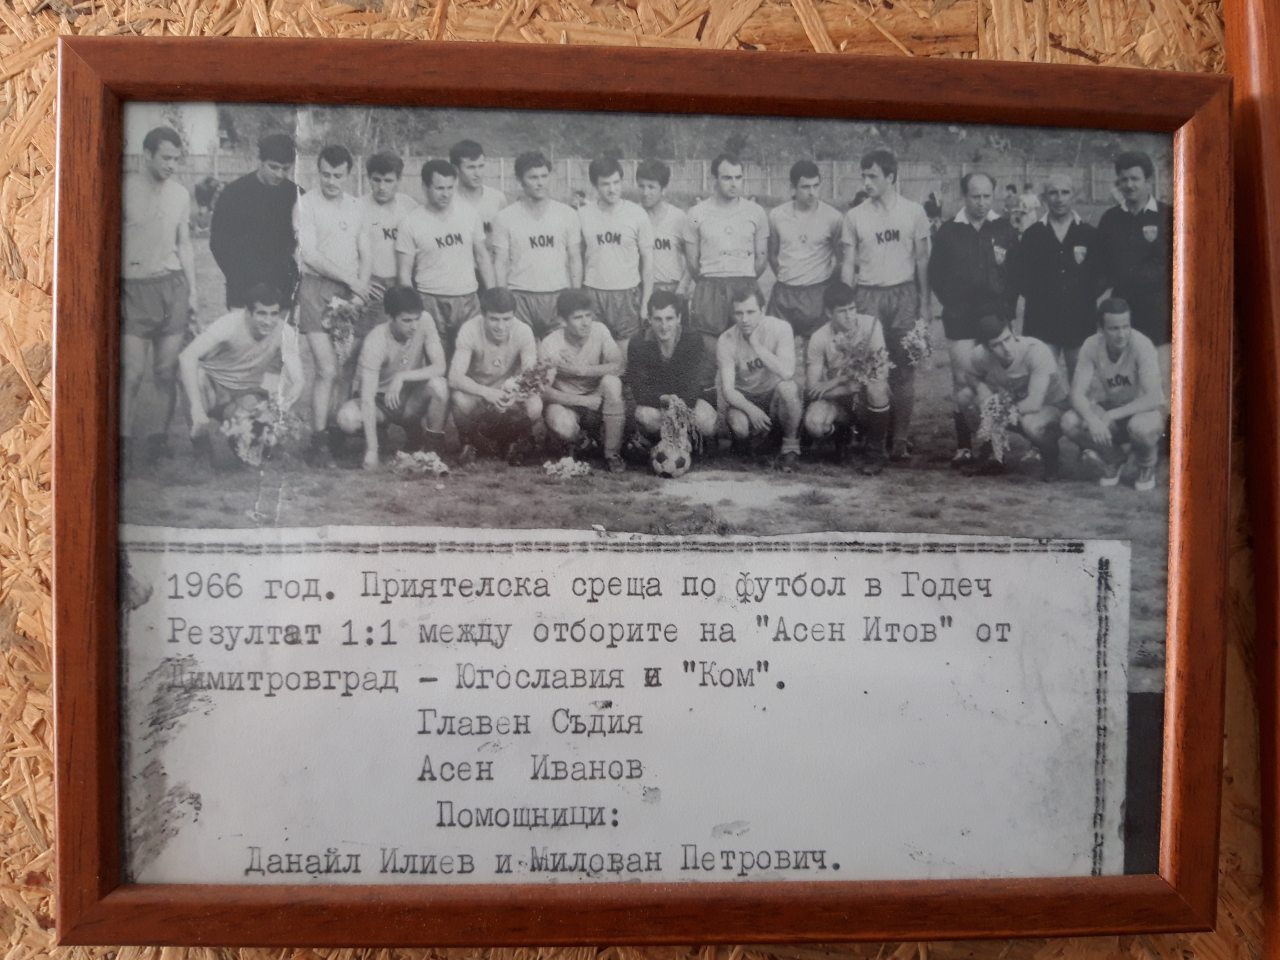 КОМ
КОМ
КОМ
КОМ
КОМ
КОМ
КОМ
КОМ
1966 год. Приятелска среща по футбол в Годеч
Резултат 1:1 между отборите на "Асен Итов" от
Димитровград - Югославия и "Ком".
Главен Съдия
Асен Иванов
Помощници:
Данаил Илиев и Милован Петрович.